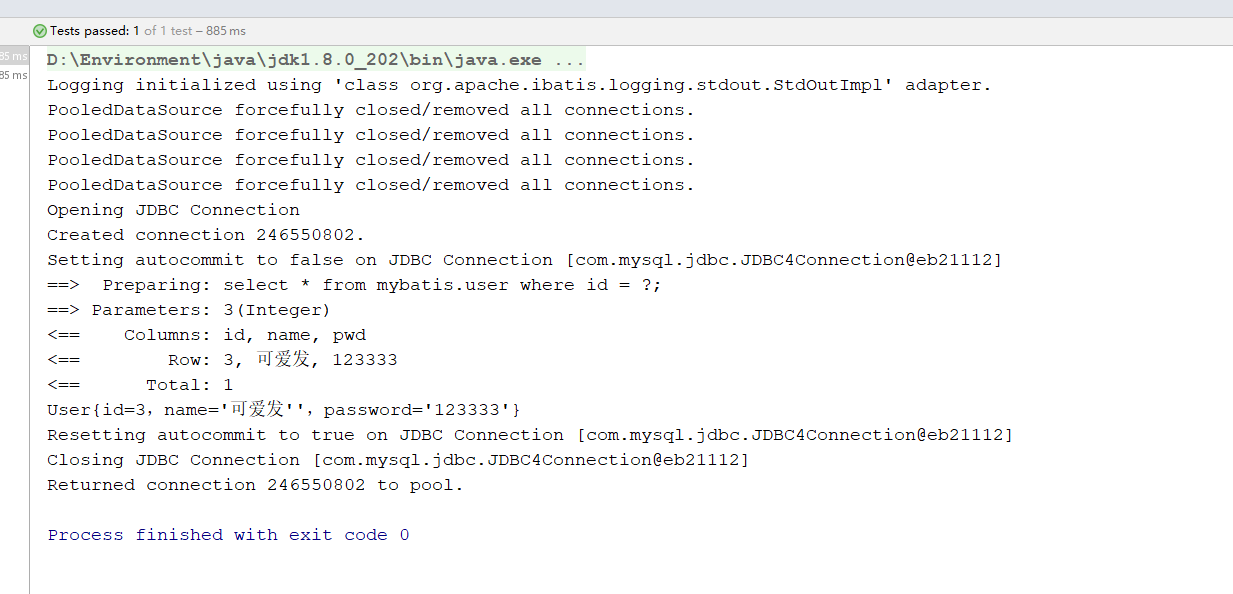 Tests passed: 1 of 1 test – 885 ms
85 ms
D:\Environment\java\jdk1.8.0_202\bin\java.exe ...
85 ms
Logging initialized using 'class org.apache.ibatis.logging.stdout.StdOutImpl' adapter.
PooledDataSource forcefully closed/removed all connections.
PooledDataSource forcefully closed/removed all connections.
PooledDataSource forcefully closed/removed all connections.
PooledDataSource forcefully closed/removed all connections.
Opening JDBC Connection
Created connection 246550802.
Setting autocommit to false on JDBC Connection [com.mysql.jdbc.JDBC4Connection@eb21112]
==>  Preparing: select * from mybatis.user where id = ?;
==> Parameters: 3(Integer)
<==    Columns: id, name, pwd
<==        Row: 3, 可爱发, 123333
<==      Total: 1
User{id=3，name='可爱发''，password='123333'}
Resetting autocommit to true on JDBC Connection [com.mysql.jdbc.JDBC4Connection@eb21112]
Closing JDBC Connection [com.mysql.jdbc.JDBC4Connection@eb21112]
Returned connection 246550802 to pool.
Process finished with exit code 0